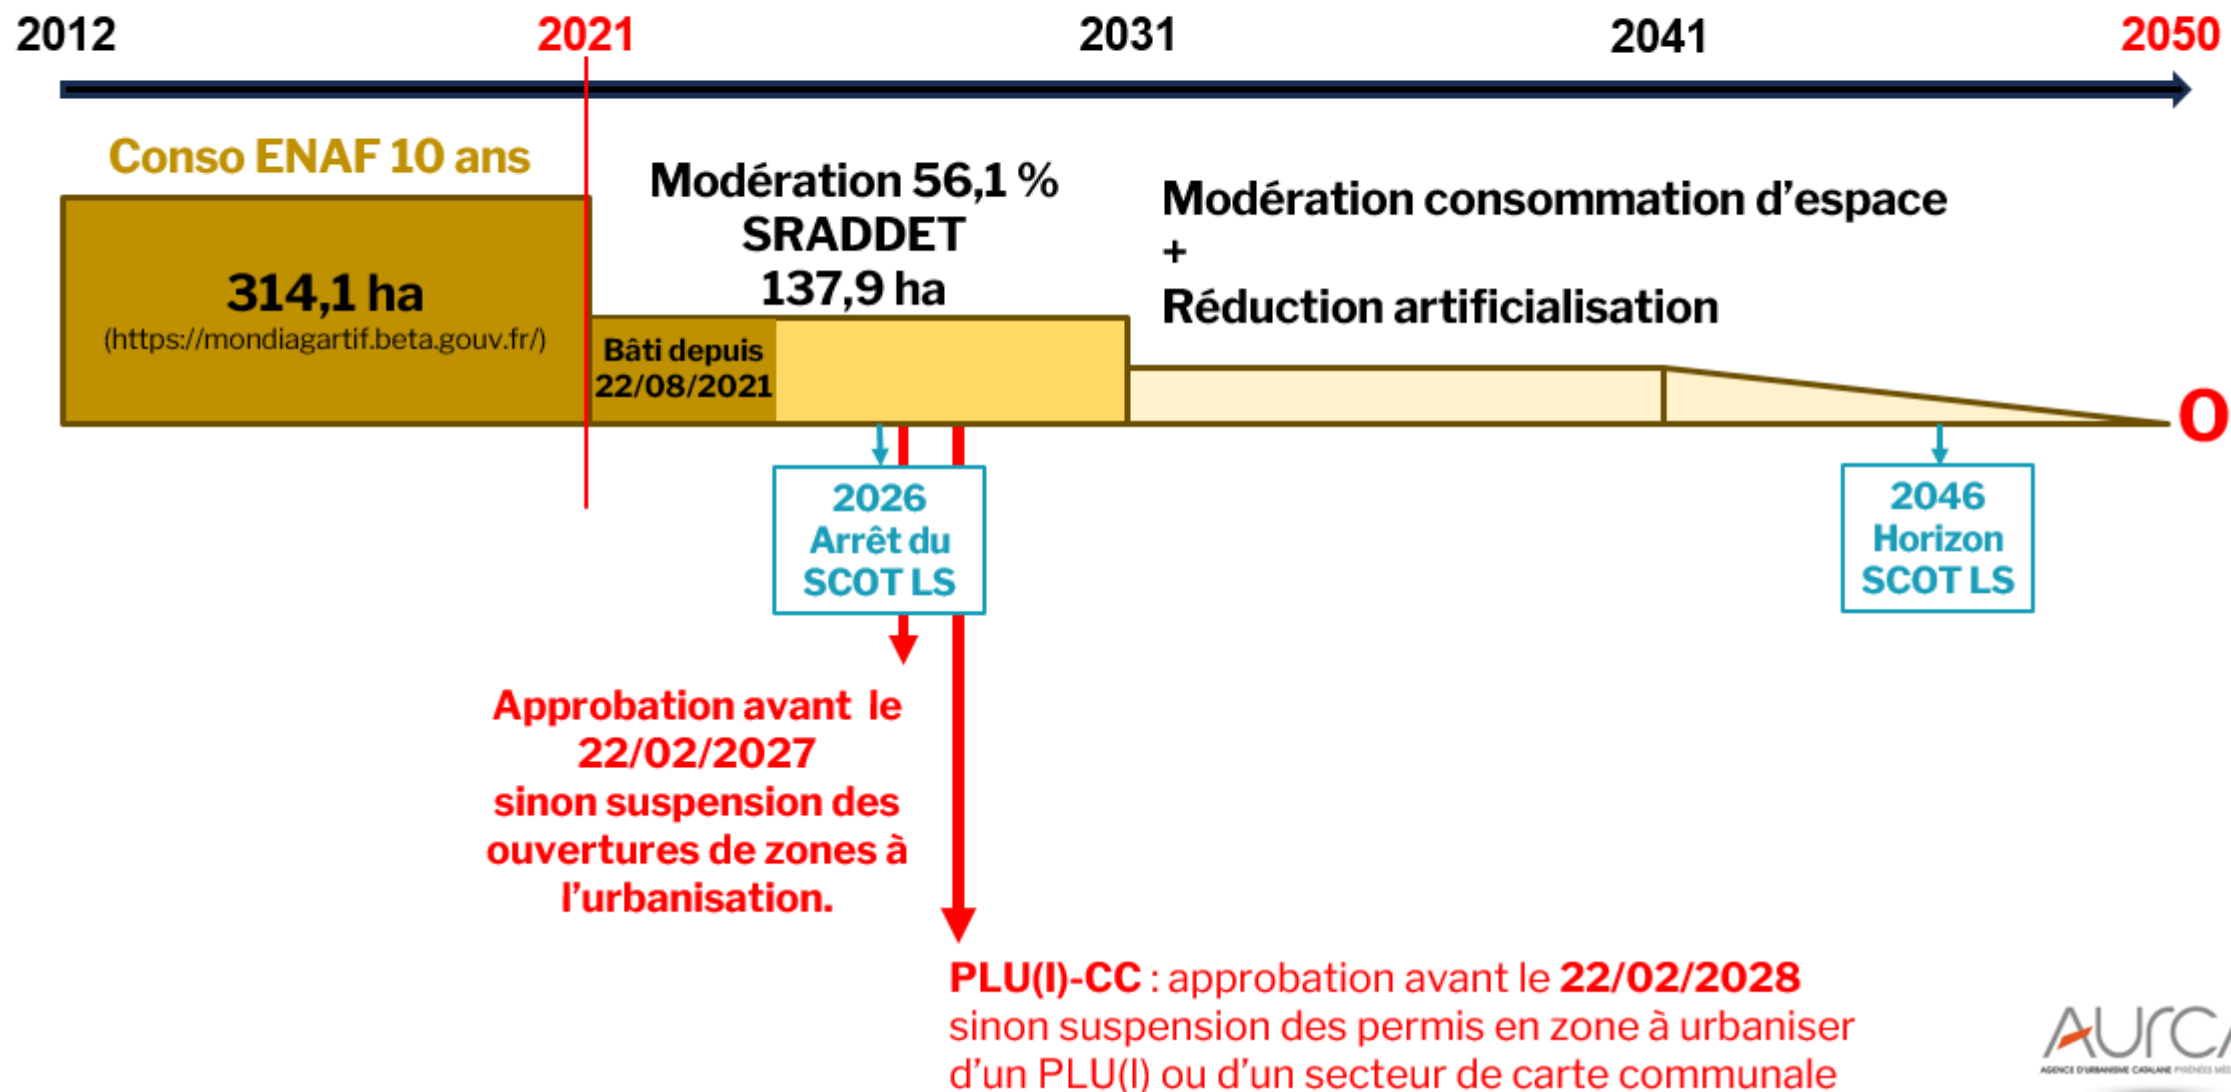 2012
2021
2031
2041
2050
Conso ENAF 10 ans
314,1 ha
(https://mondiagartif.beta.gouv.fr/)
Modération 56,1 %
SRADDET
137,9 ha
Bâti depuis
22/08/2021
Modération consommation d'espace
+
Réduction artificialisation
0
2026
Arrêt du
SCOT LS
2046
Horizon
SCOT LS
Approbation avant le
22/02/2027
sinon suspension des
ouvertures de zones à
l'urbanisation.
PLU(I)-CC : approbation avant le 22/02/2028
sinon suspension des permis en zone à urbaniser
d'un PLU(I) ou d'un secteur de carte communale
AGENCE D'URBANISME CATALANE PYRÉNÉES